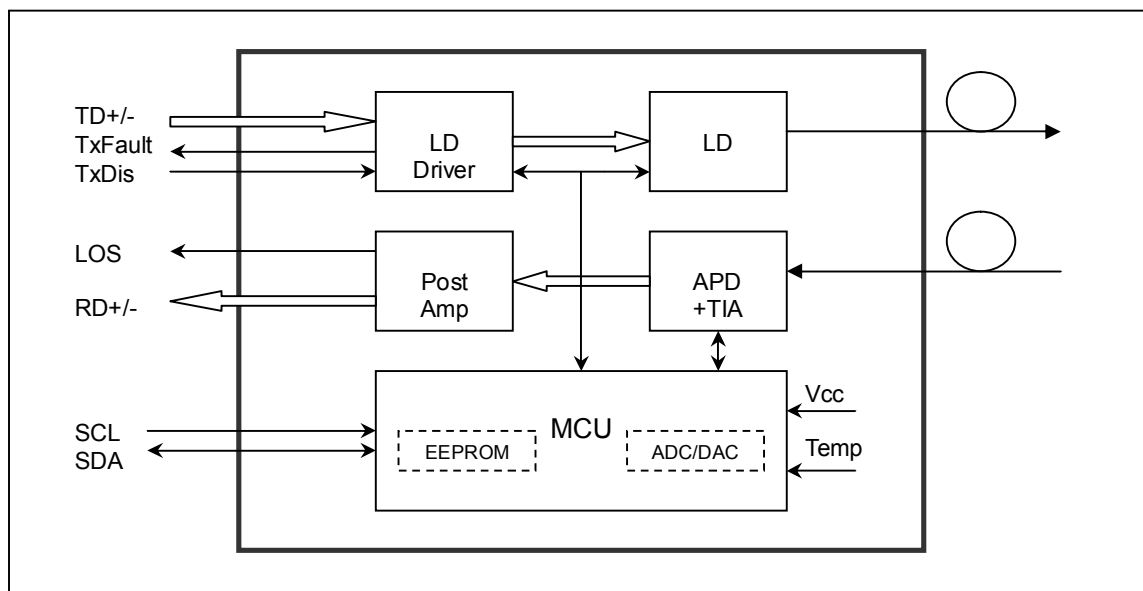 TD+/-
TxFault
TxDis
LD
Driver
LD
LOS
RD+/-
Post
Amp
APD
+TIA
SCL
SDA
MCU
EEPROM
ADC/DAC
Vcc
Temp